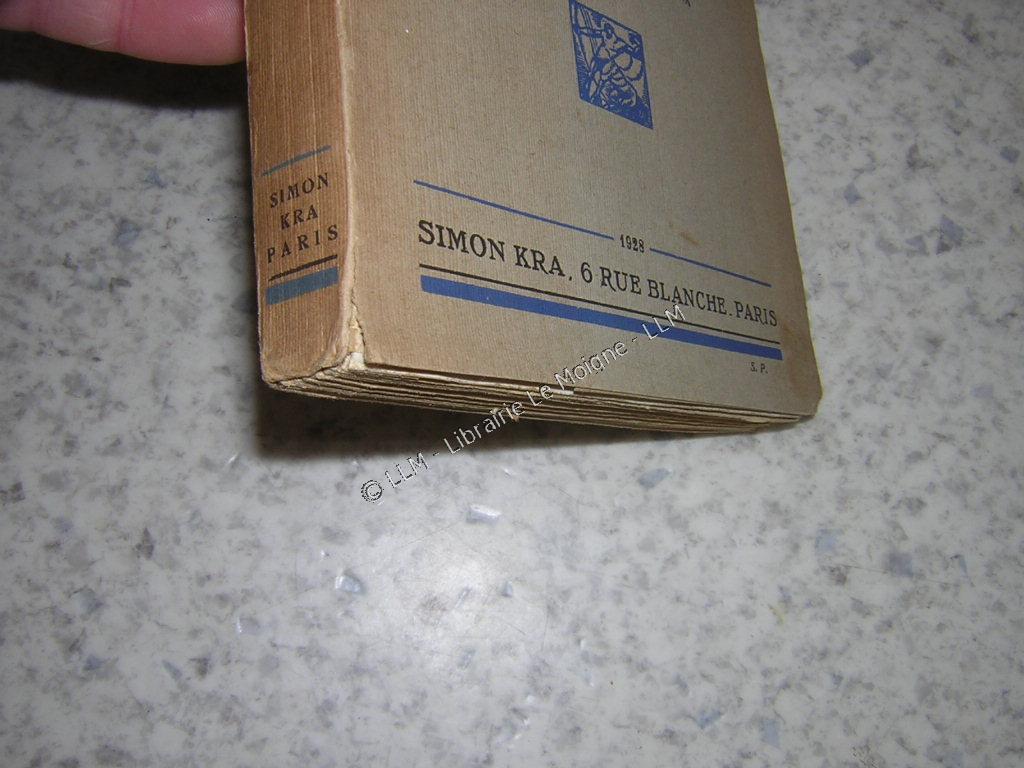 SIMON
KRA
PARIS
1928
SIMON KRA, 6 RUE BLANCHE. PARIS
S. P.
© LLM - Librairie Le Moigne - LLM